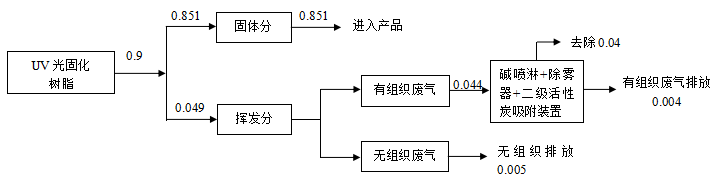 UV 光固化
树脂
0.9
0.851
固体分
0.851
进入产品
0.049
挥发分
有组织废气
0.044
碱喷淋+除雾
器+二级活性
炭吸附装置
去除 0.04
有组织废气排放
0.004
无组织废气
无组织排放
0.005